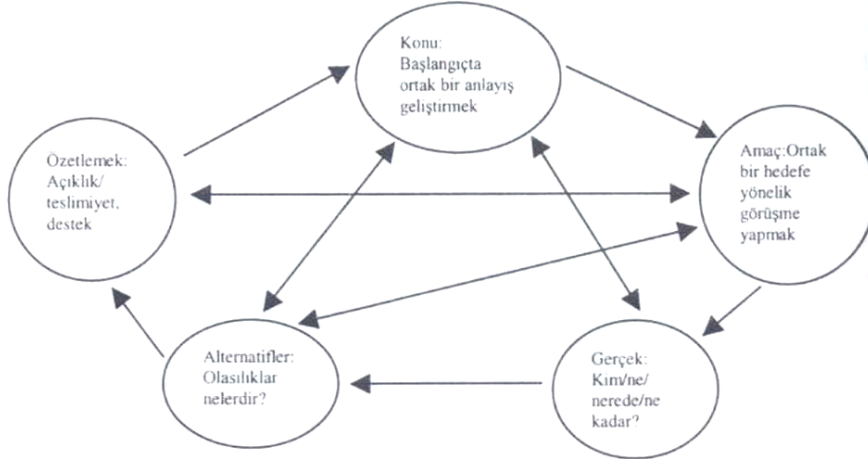 Konu:
Başlangıçta
ortak bir anlayış
geliştirmek
Özetlemek:
Açıklık/
teslimiyet,
destek
Amaç:Ortak
bir hedefe
yönelik
görüşme
yapmak
Alternatifler:
Olasılıklar
nelerdir?
Gerçek:
Kim/ne/
nerede/ne
kadar?